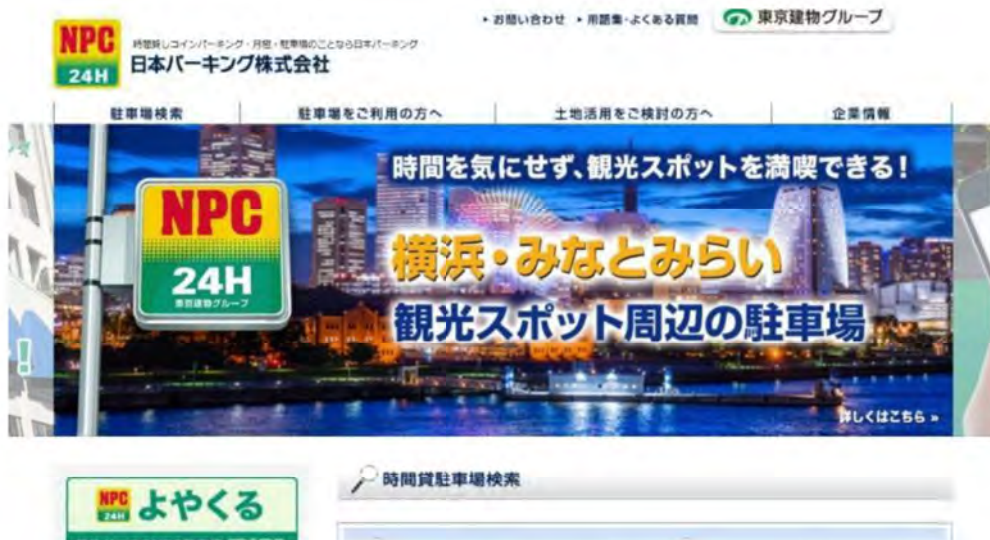 ▸お問い合わせ ▸用語集・よくある質問 東京建物グループ
NPC
24H
時間貸しコインパーキング・月極・駐車場のことなら日本パーキング
日本パーキング株式会社
駐車場検索 駐車場をご利用の方へ 土地活用をご検討の方へ 企業情報
時間を気にせず、観光スポットを満喫できる!
NPC
24H
東京建物グループ
横浜・みなとみらい
観光スポット周辺の駐車場
詳しくはこちら »
!
NPC
24H
よやくる
時間貸駐車場検索